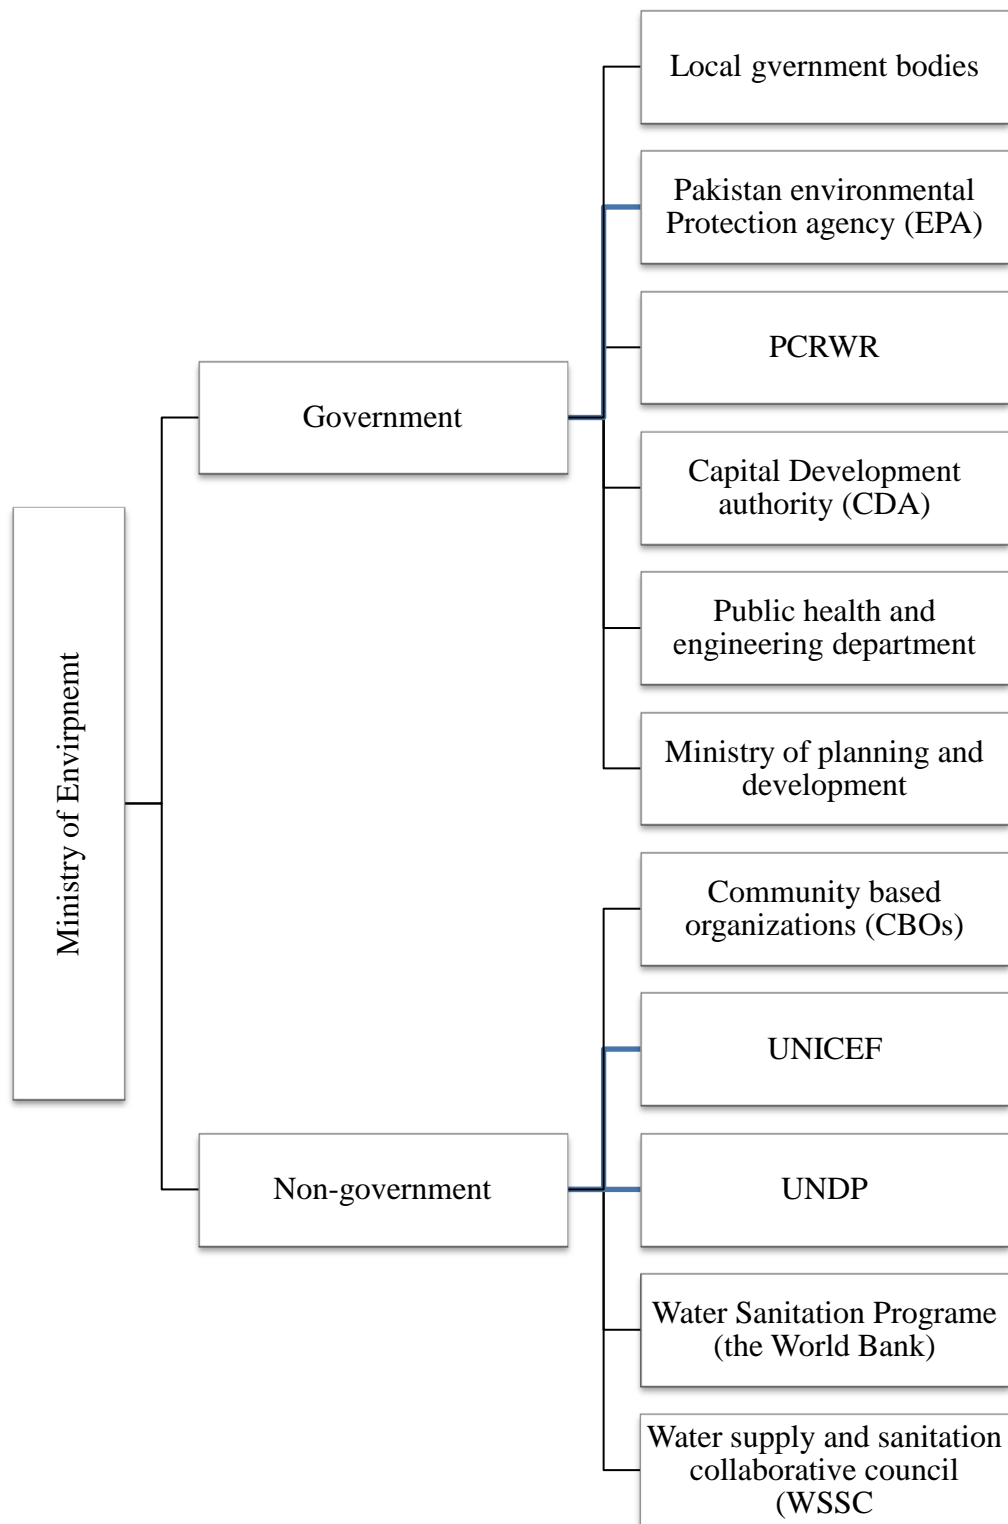 Local gvernment bodies
Pakistan environmental
Protection agency (EPA)
PCRWR
Government
Capital Development
authority (CDA)
Public health and
engineering department
Ministry of Envirpnemt
Ministry of planning and
development
Community based
organizations (CBOs)
UNICEF
Non-government
UNDP
Water Sanitation Programe
(the World Bank)
Water supply and sanitation
collaborative council
(WSSC